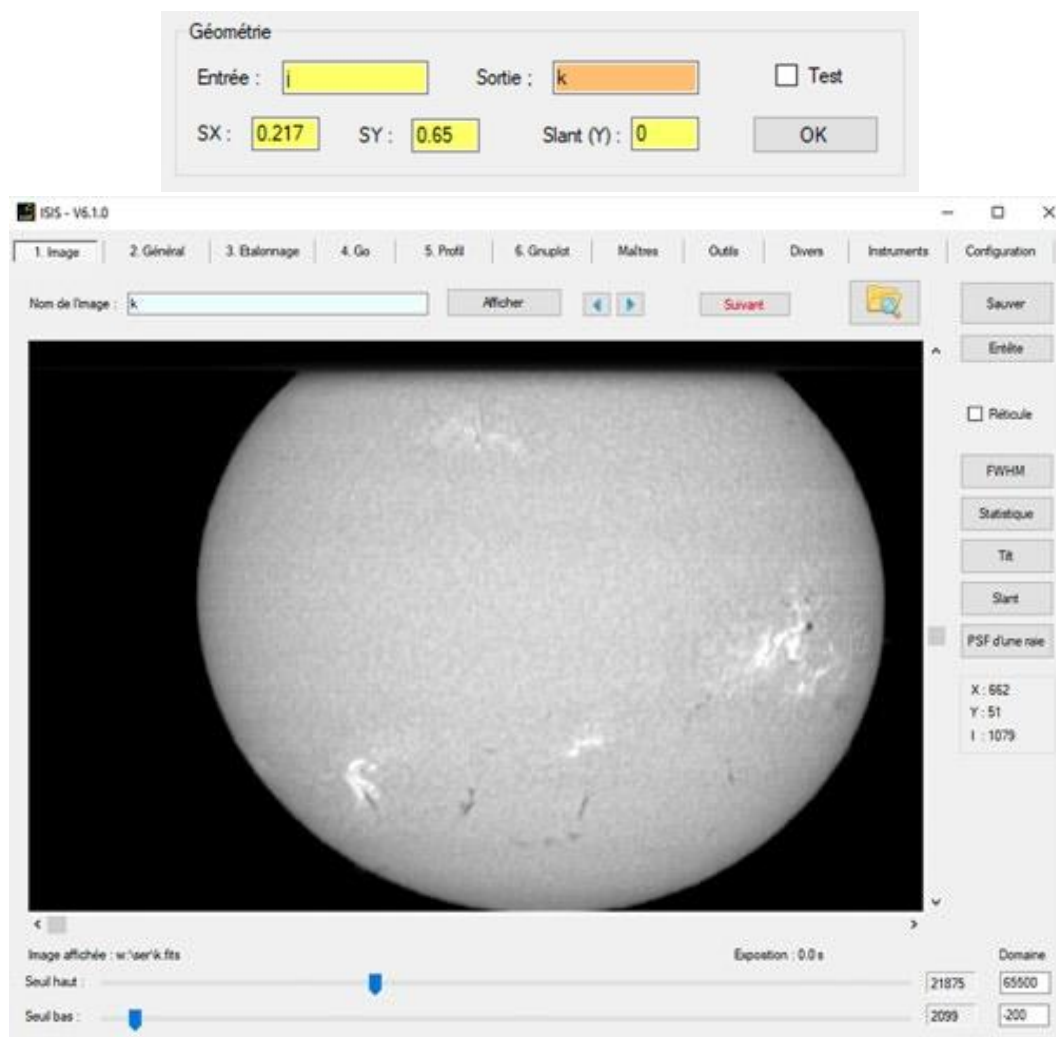 Géométrie
Entrée : j Sortie : k Test
SX : 0.217 SY : 0.65 Slant (Y) : 0 OK
ISIS - V6.1.0
1. Image 2. Général 3. Etalonnage 4. Go 5. Profil 6. Gnuplot Maîtres Outils Divers Instruments Configuration
Nom de l'image : k Afficher Suivant Sauver
Entête
Réticule
FWHM
Statistique
Tilt
Slant
PSF d'une raie
X : 662
Y : 51
I : 1079
Image affichée : w:\ser\k.fits Exposition : 0.0 s Domaine
Seuil haut : 21875 65500
Seuil bas : 2099 -200